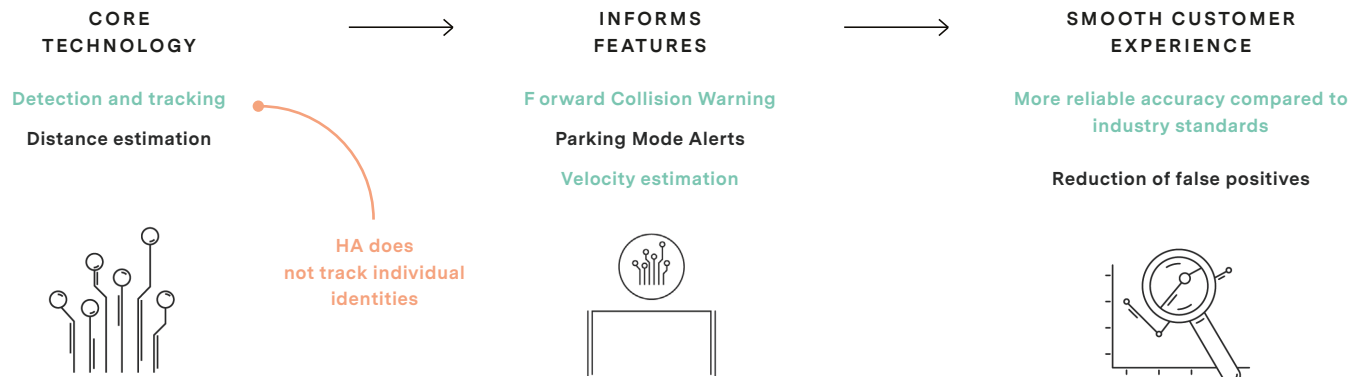 CORE
TECHNOLOGY
Detection and tracking
Distance estimation
HA does
not track individual
identities
INFORMS
FEATURES
F orward Collision Warning
Parking Mode Alerts
Velocity estimation
SMOOTH CUSTOMER
EXPERIENCE
More reliable accuracy compared to
industry standards
Reduction of false positives